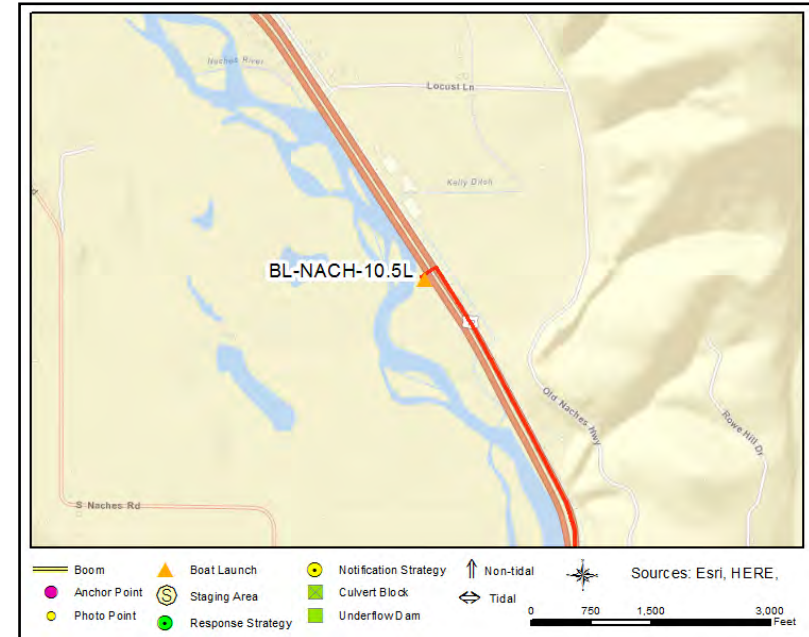 Naches River
Locust Ln
Kelly Ditch
BL-NACH-10.5L
Old Naches Hwy
Rowe Hill Dr
S Naches Rd
Boom
Boat Launch
Notification Strategy
Non-tidal
Sources: Esri, HERE,
Anchor Point
Staging Area
Culvert Block
Tidal
Photo Point
Response Strategy
Underflow Dam
0 750 1,500 3,000
Feet
S